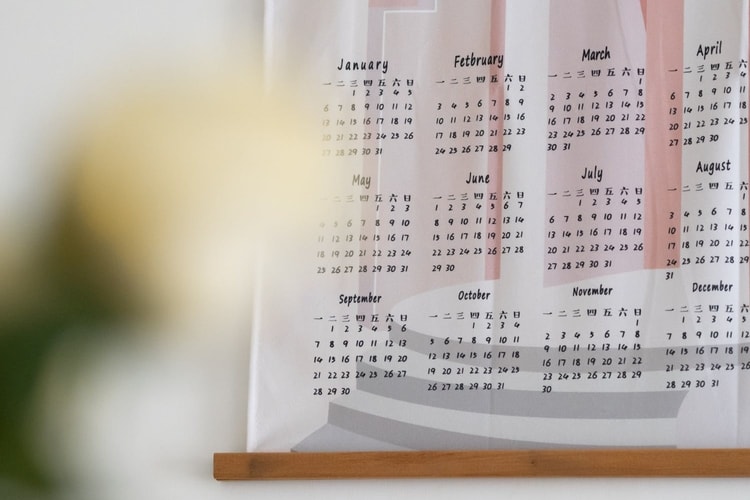 January
一 二 三 四 五 六 日
1 2 3 4 5
6 7 8 9 10 11 12
13 14 15 16 17 18 19
20 21 22 23 24 25 26
27 28 29 30 31
Fetbruary
一 二 三 四 五 六 日
1 2
3 4 5 6 7 8 9
10 11 12 13 14 15 16
17 18 19 20 21 22 23
24 25 26 27 28 29
March
一 二 三 四 五 六 日
1
2 3 4 5 6 7 8
9 10 11 12 13 14 15
16 17 18 19 20 21 22
23 24 25 26 27 28 29
30 31
April
一 二 三 四 五 六
1 2 3 4
6 7 8 9 10 11
13 14 15 16 17 18
20 21 22 23 24 25
27 28 29 30
May
一 二 三 四 五 六 日
1 2 3
4 5 6 7 8 9 10
11 12 13 14 15 16 17
18 19 20 21 22 23 24
25 26 27 28 29 30 31
June
一 二 三 四 五 六 日
1 2 3 4 5 6 7
8 9 10 11 12 13 14
15 16 17 18 19 20 21
22 23 24 25 26 27 28
29 30
July
一 二 三 四 五 六 日
1 2 3 4 5
6 7 8 9 10 11 12
13 14 15 16 17 18 19
20 21 22 23 24 25 26
27 28 29 30 31
August
一 二 三 四 五 六
1
3 4 5 6 7 8
10 11 12 13 14 15
17 18 19 20 21 22
24 25 26 27 28 29
31
September
一 二 三 四 五 六 日
1 2 3 4 5 6
7 8 9 10 11 12 13
14 15 16 17 18 19 20
21 22 23 24 25 26 27
28 29 30
October
一 二 三 四 五 六 日
1 2 3 4
5 6 7 8 9 10 11
12 13 14 15 16 17 18
19 20 21 22 23 24 25
26 27 28 29 30 31
November
一 二 三 四 五 六 日
1
2 3 4 5 6 7 8
9 10 11 12 13 14 15
16 17 18 19 20 21 22
23 24 25 26 27 28 29
30
December
一 二 三 四 五 六
1 2 3 4 5
7 8 9 10 11 12
14 15 16 17 18 19
21 22 23 24 25 26
28 29 30 31